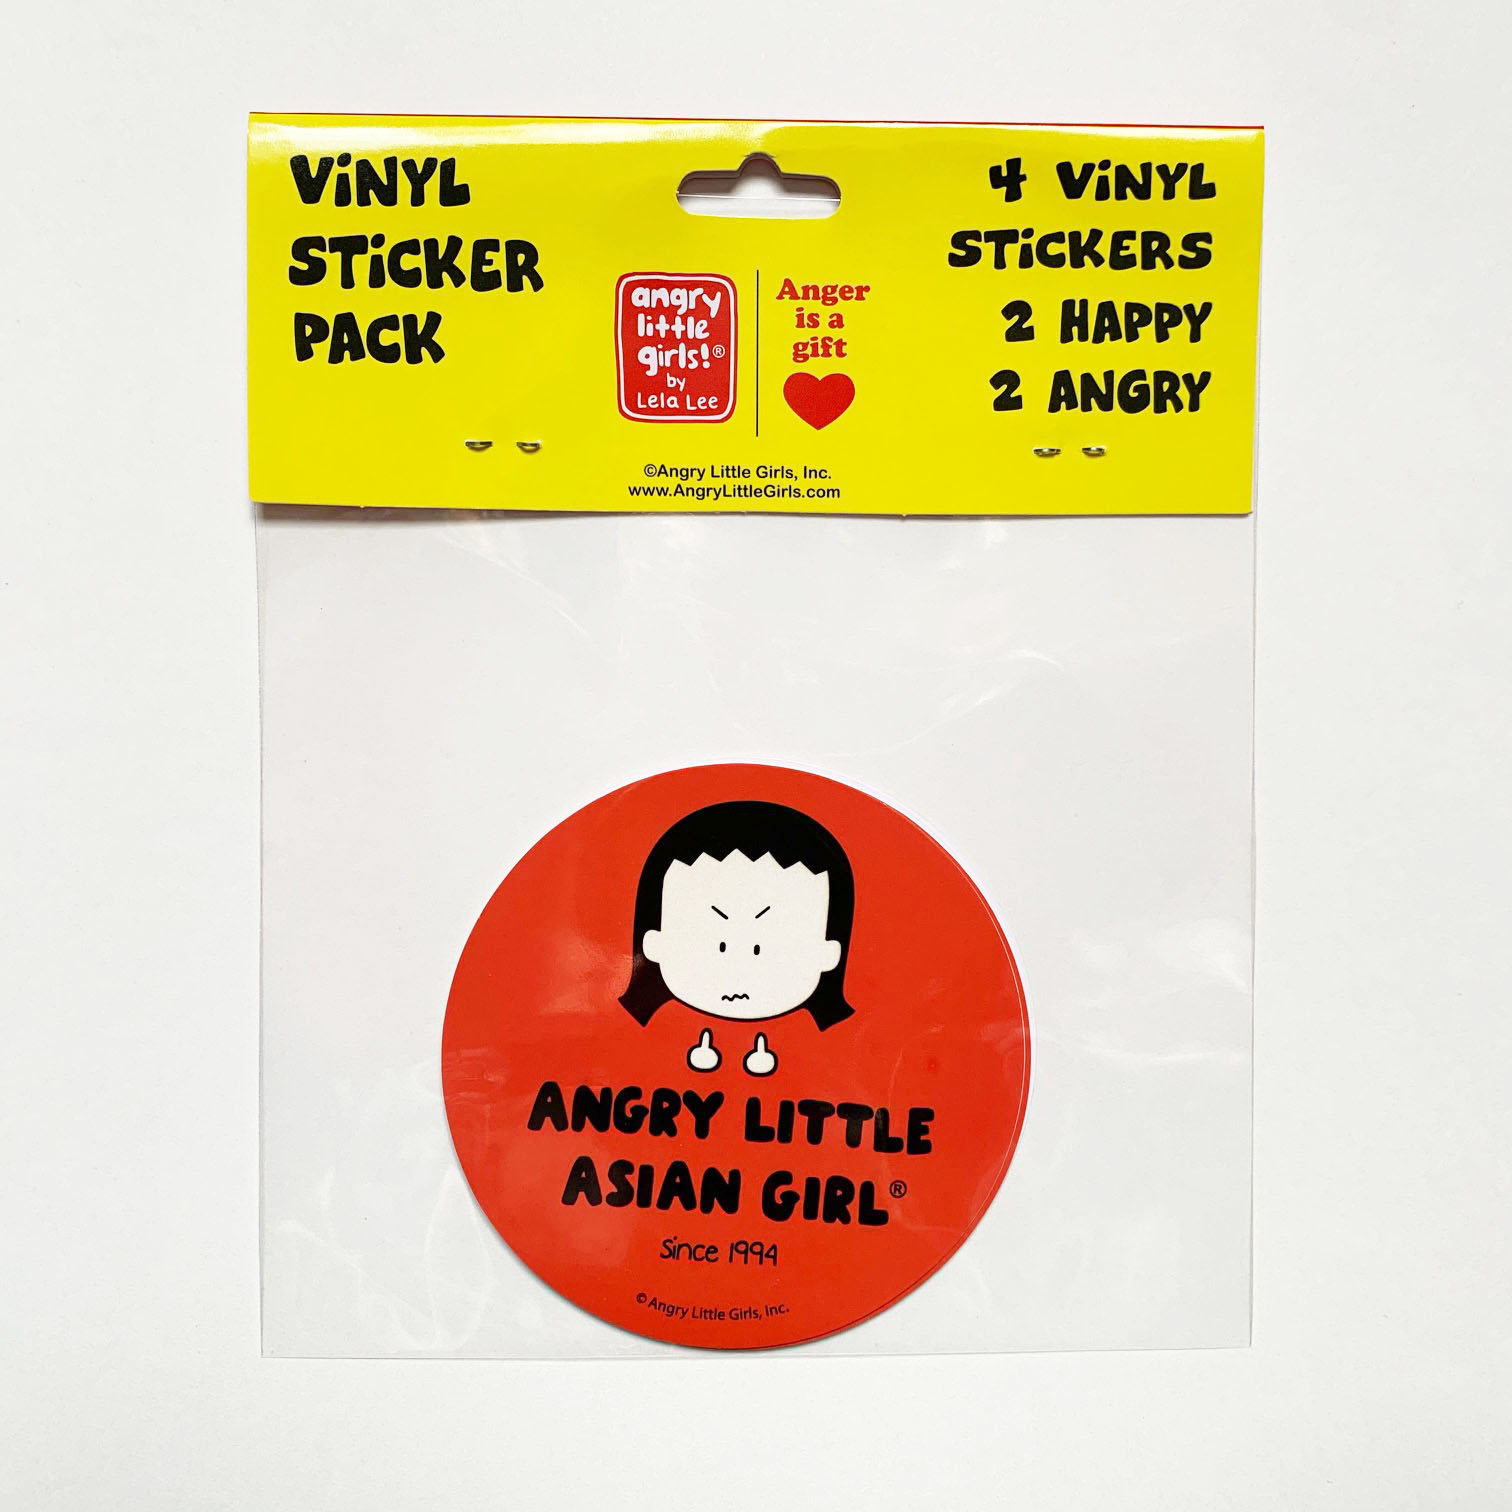 ViNYL
STiCKER
PACK
angry
little
girls!®
by
Lela Lee
Anger
is a
gift
4 ViNYL
STiCKERS
2 HAPPY
2 ANGRY
©Angry Little Girls, Inc.
www.AngryLittleGirls.com
ANGRY LITTLE
ASIAN GIRL®
Since 1994
© Angry Little Girls, Inc.